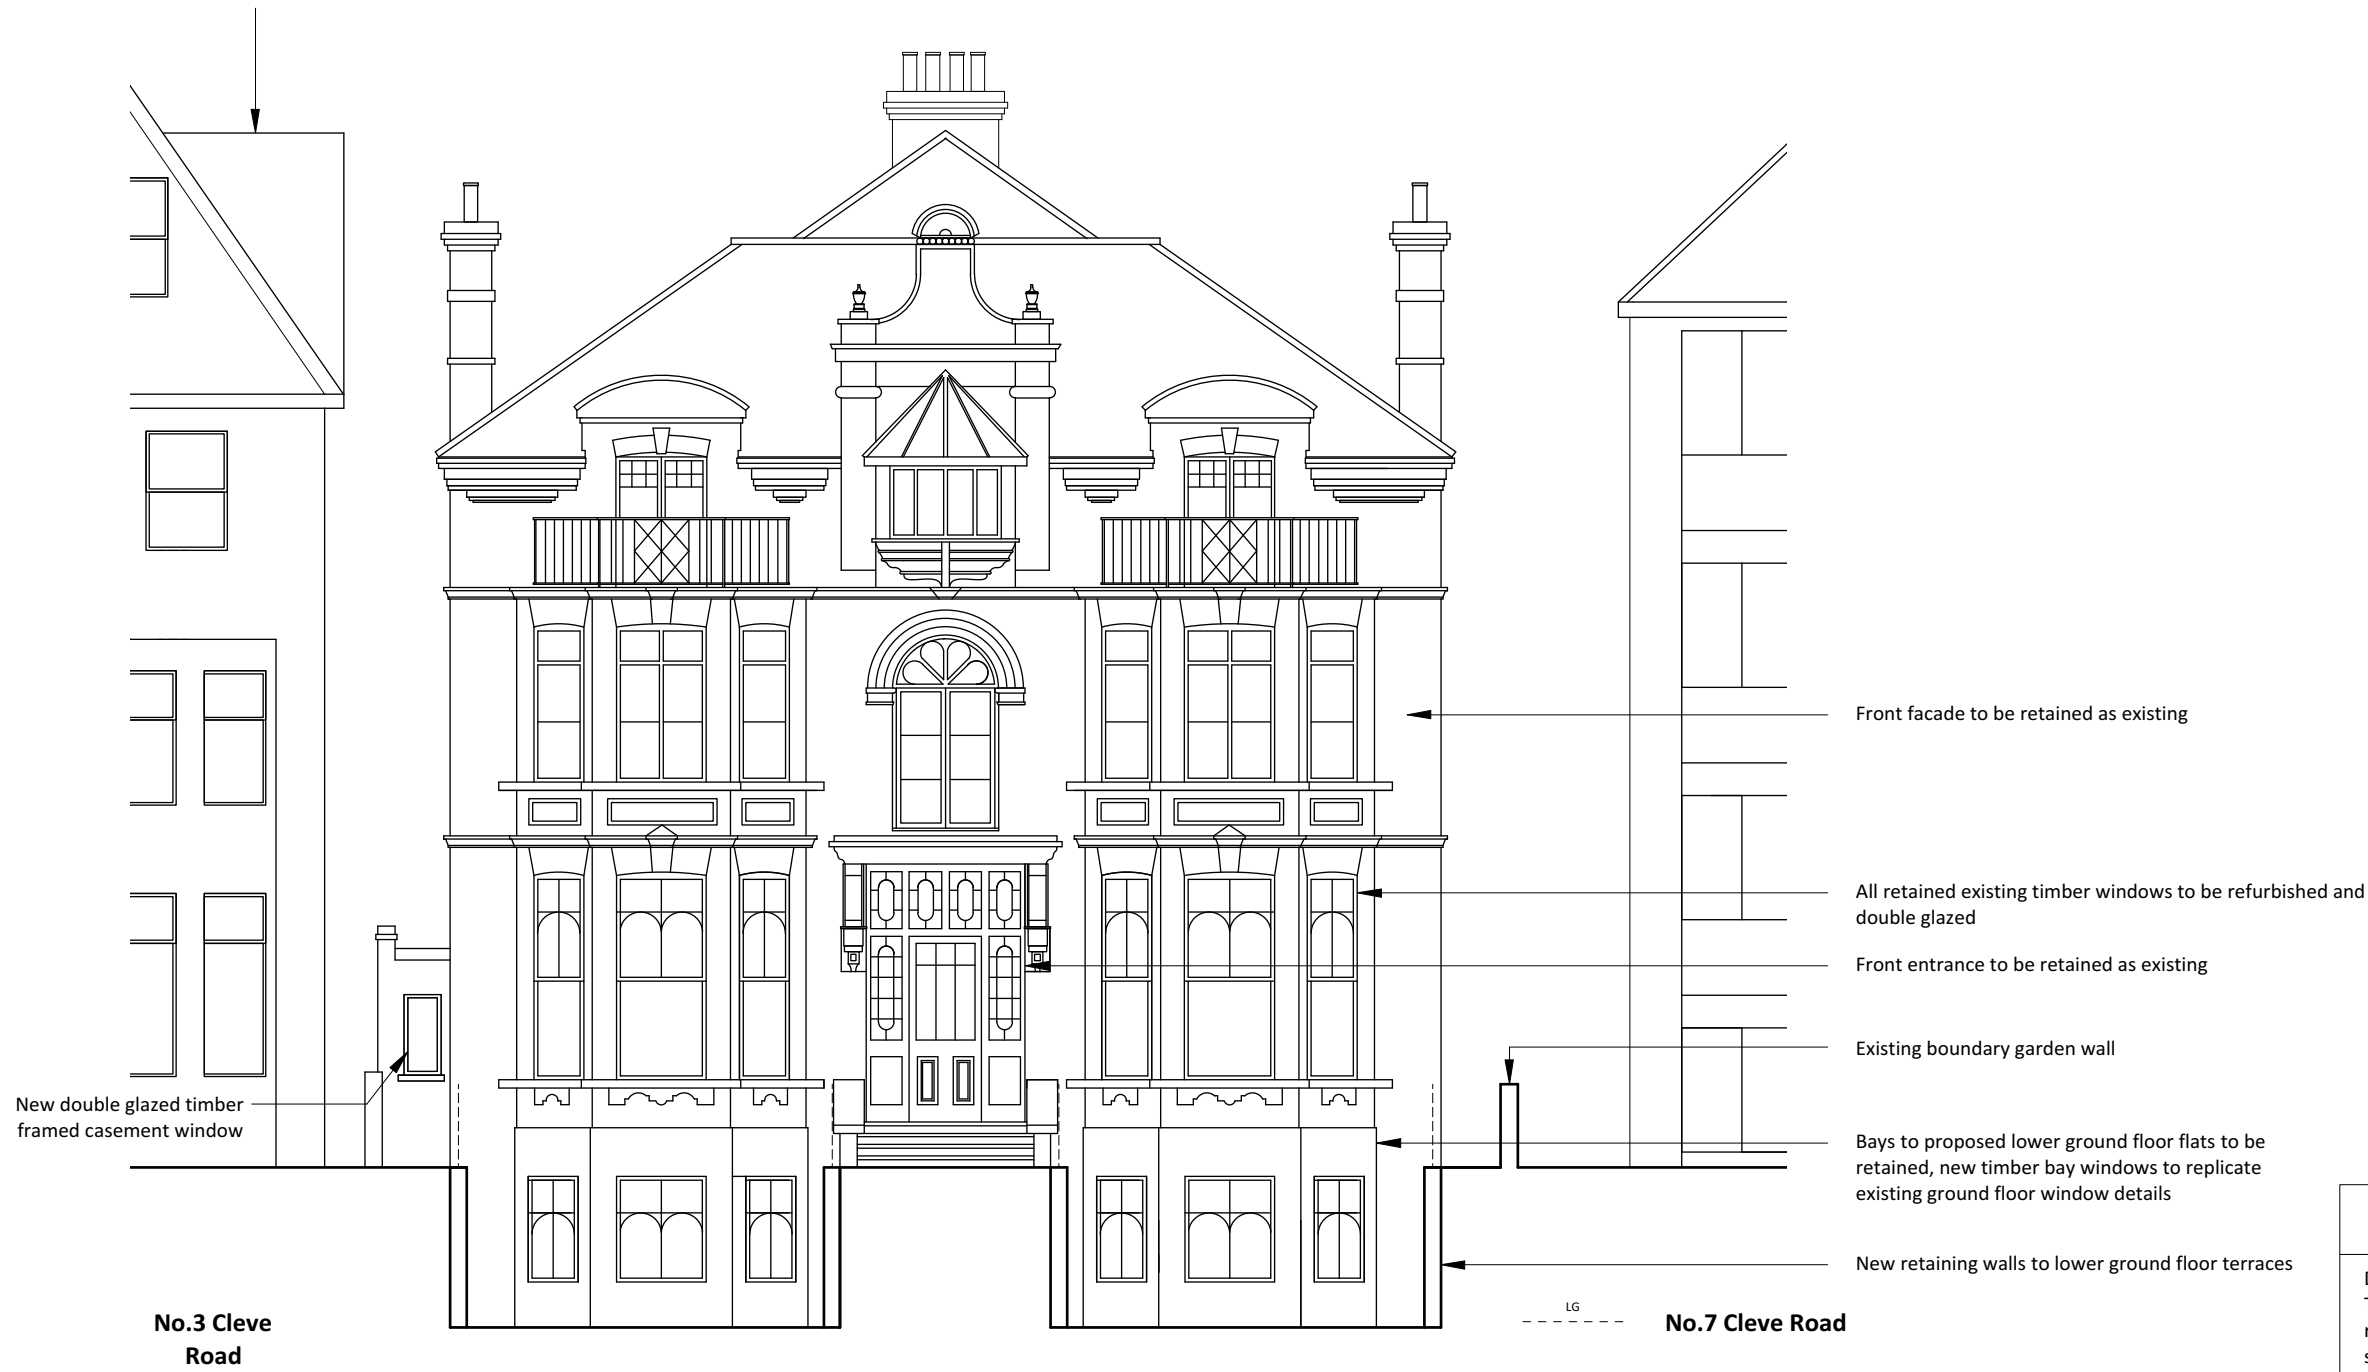 Front facade to be retained as existing
All retained existing timber windows to be refurbished and
double glazed
Front entrance to be retained as existing
Existing boundary garden wall
New double glazed timber
framed casement window
Bays to proposed lower ground floor flats to be
retained, new timber bay windows to replicate
existing ground floor window details
New retaining walls to lower ground floor terraces
LG
No.3 Cleve
Road
No.7 Cleve Road